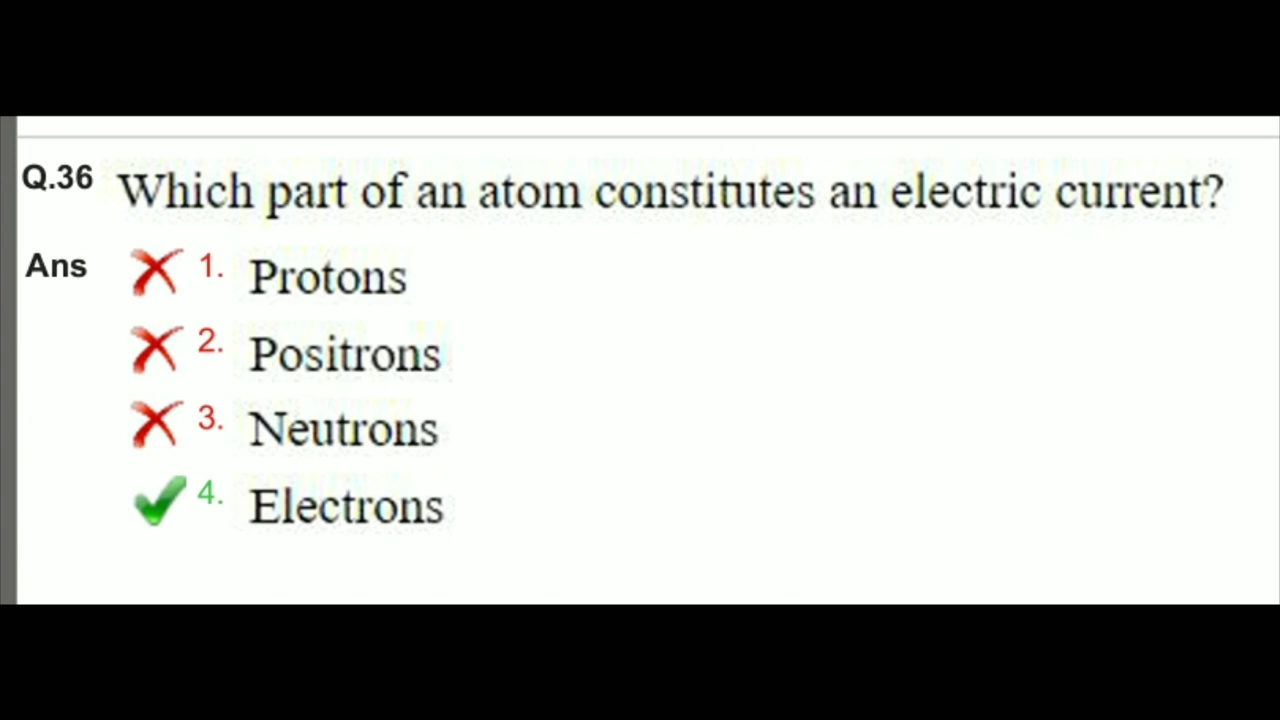 Q.36 Which part of an atom constitutes an electric current?
Ans 1. Protons
2. Positrons
3. Neutrons
4. Electrons